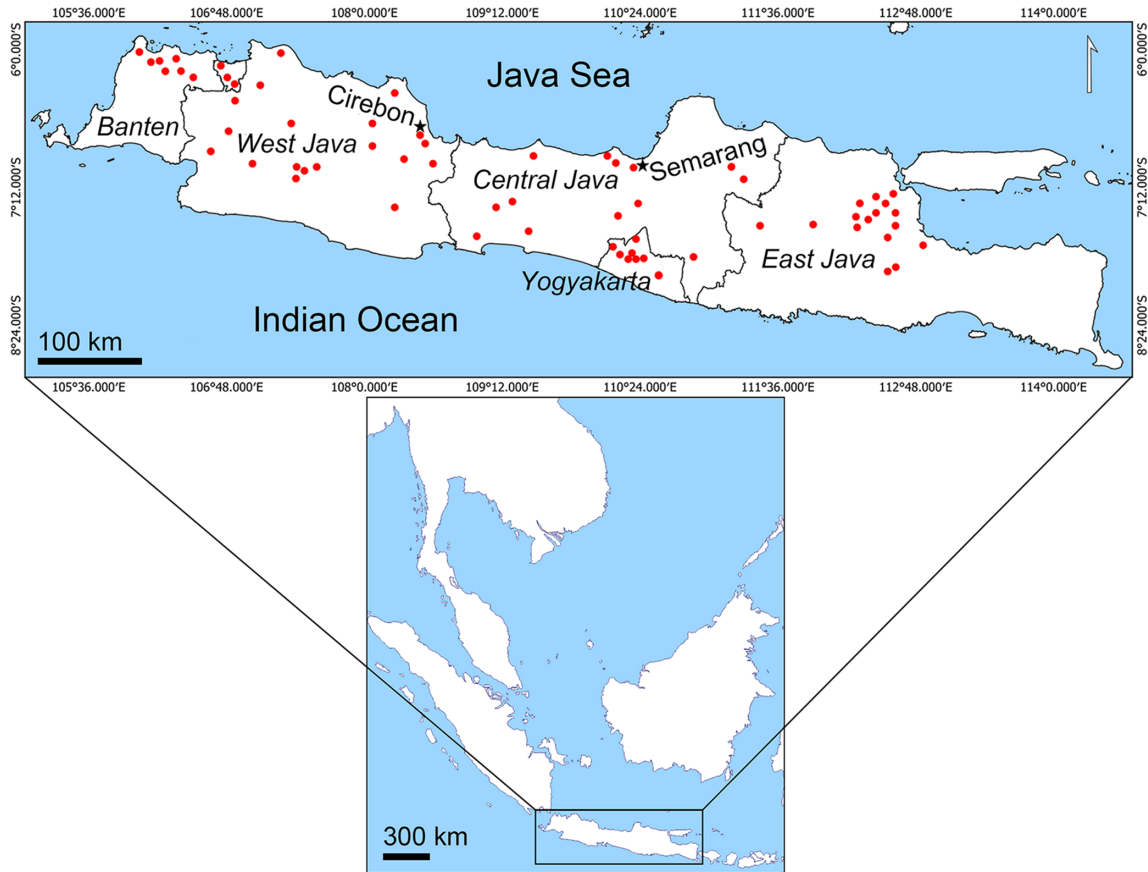 105°36.000'E 106°48.000'E 108°0.000'E 109°12.000'E 110°24.000'E 111°36.000'E 112°48.000'E 114°0.000'E
6°0.000'S
6°0.000'S
Java Sea
Cirebon
Banten
West Java
Semarang
Central Java
7°12.000'S
7°12.000'S
East Java
Yogyakarta
Indian Ocean
8°24.000'S
8°24.000'S
100 km
105°36.000'E 106°48.000'E 108°0.000'E 109°12.000'E 110°24.000'E 111°36.000'E 112°48.000'E 114°0.000'E
300 km